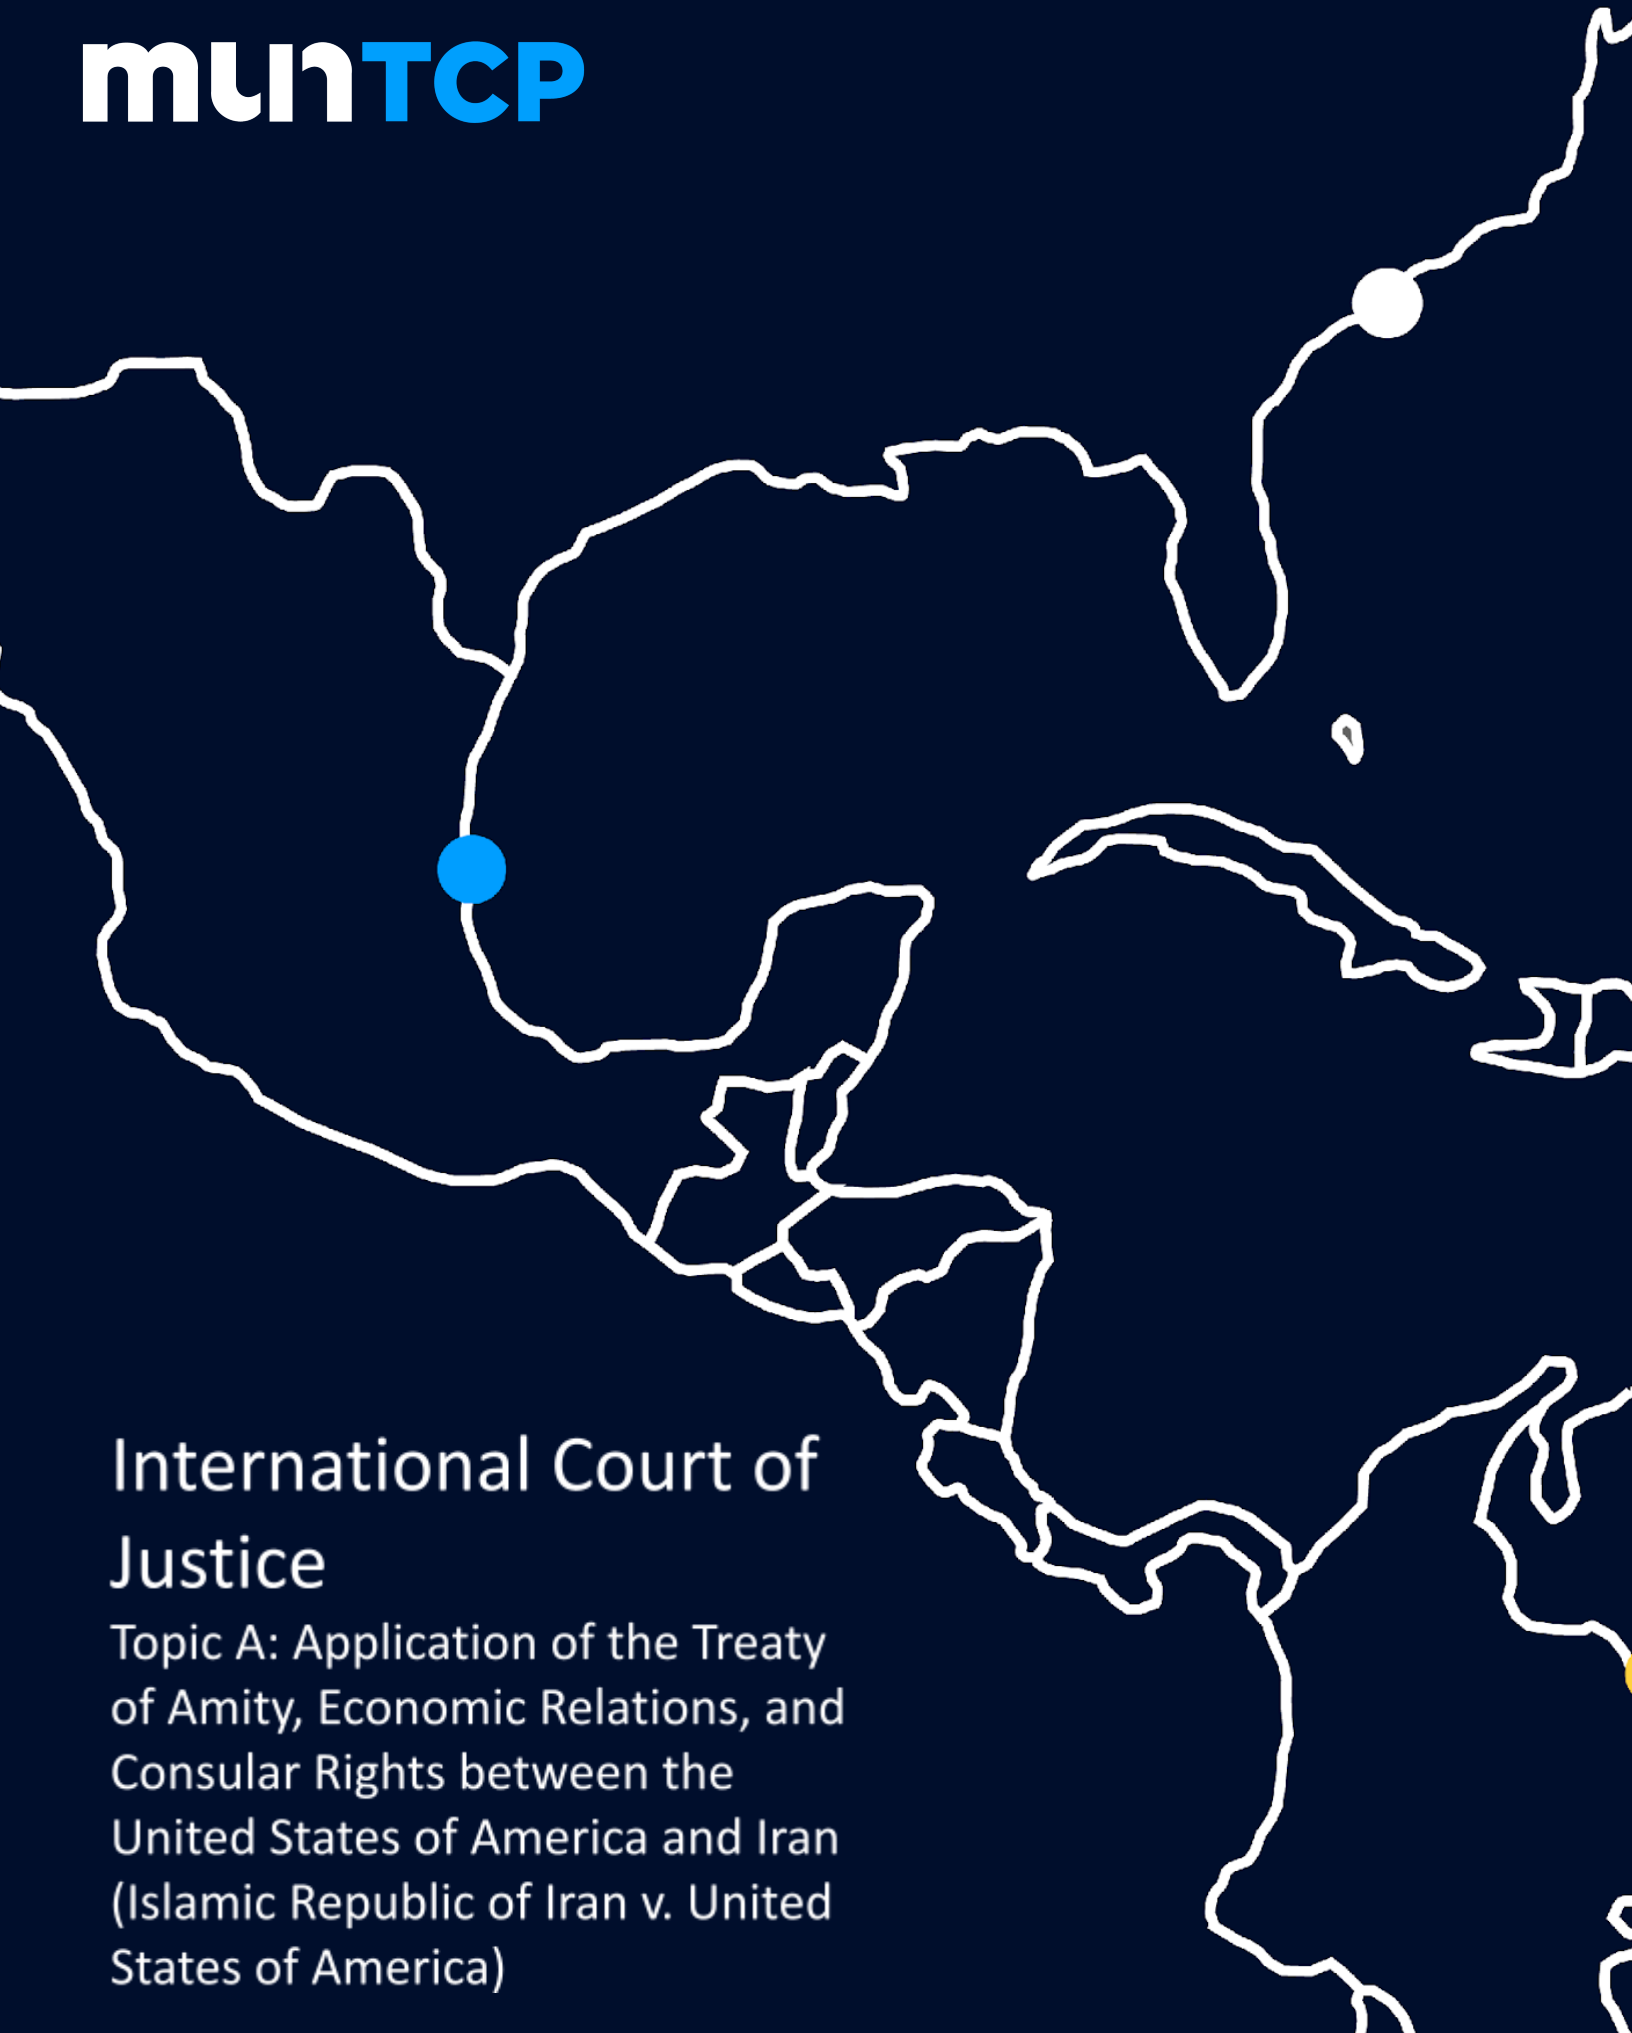 munTCP
International Court of
Justice
Topic A: Application of the Treaty
of Amity, Economic Relations, and
Consular Rights between the
United States of America and Iran
(Islamic Republic of Iran v. United
States of America)